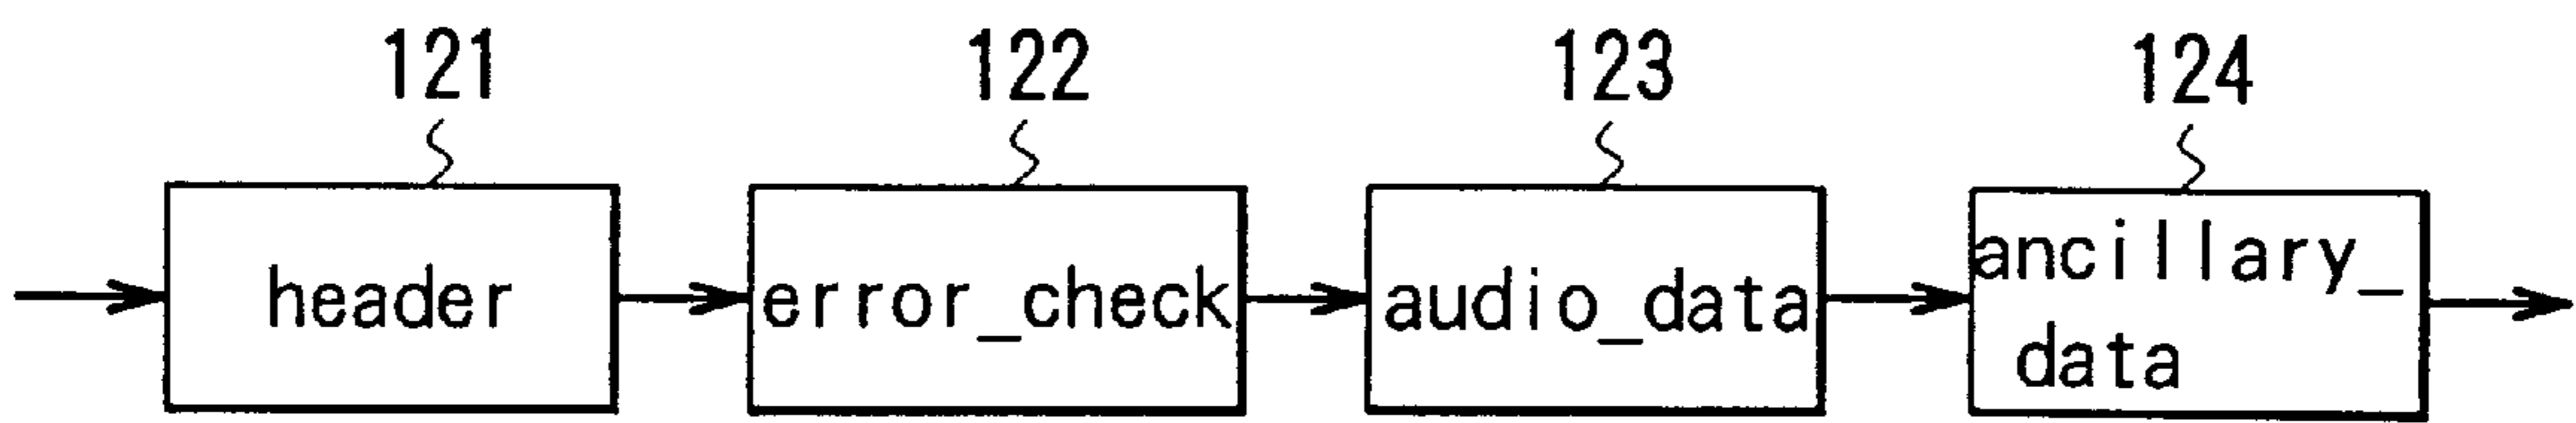 121 122 123 124
header error_check audio_data ancillary_
data